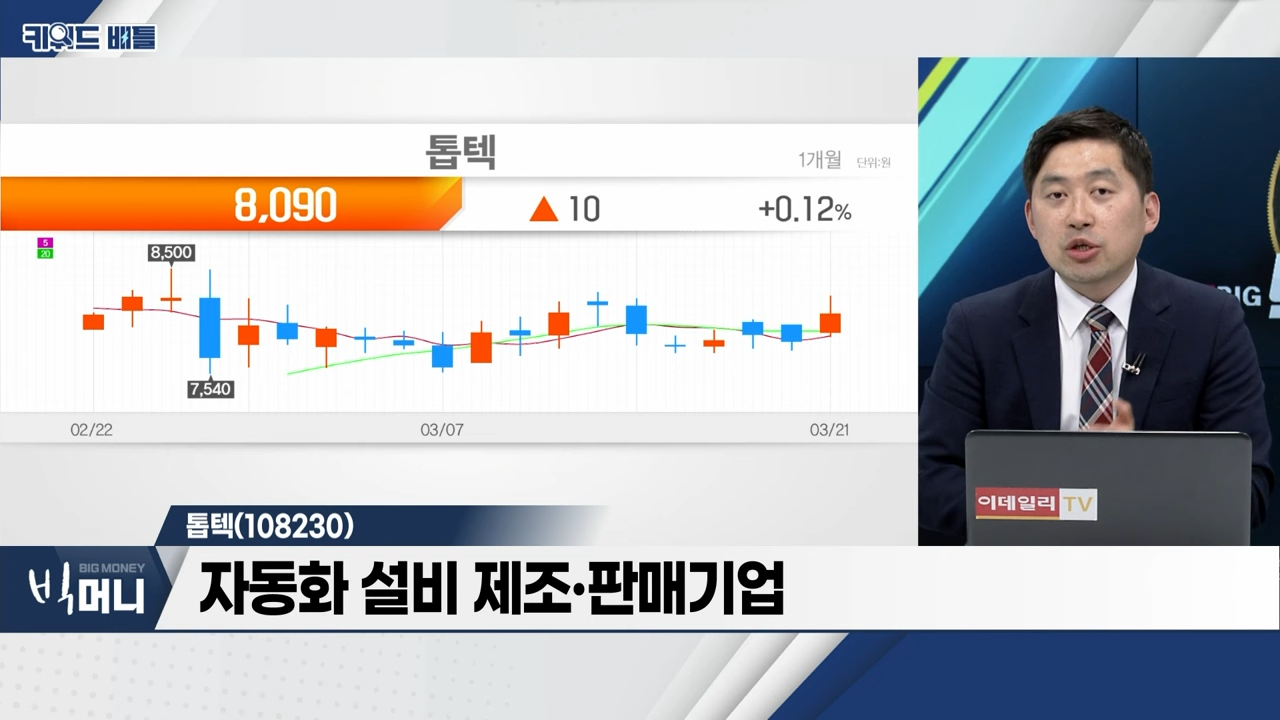 키워드 배틀
톱텍
1개월 단위:원
8,090 ▲ 10 +0.12%
5
20
8,500
7,540
02/22 03/07 03/21
BIG
이데일리 TV
톱텍(108230)
BIG MONEY
빅머니
자동화 설비 제조·판매기업